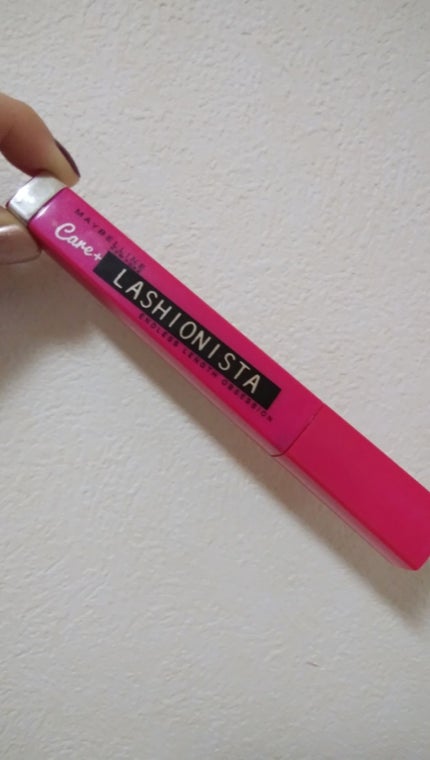 MAYBELLINE
Care+
LASHIONISTA
ENDLESS LENGTH OBSESSION